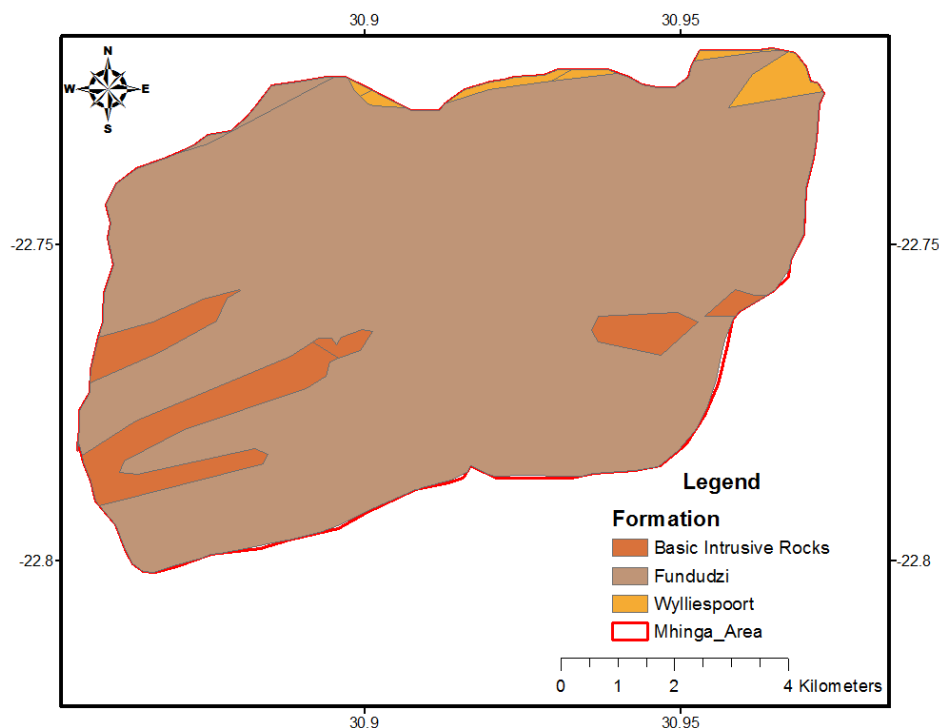 30.9 30.95
N
W E
S
-22.75 -22.75
Legend
Formation
Basic Intrusive Rocks
-22.8 -22.8
Fundudzi
Wylliespoort
Mhinga_Area
0 1 2 4 Kilometers
30.9 30.95